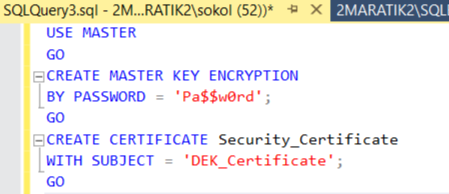 SQLQuery3.sql - 2M...RATIK2\sokol (52))* 2MARATIK2\SQL
USE MASTER
GO
CREATE MASTER KEY ENCRYPTION
BY PASSWORD = 'Pa$$w0rd';
GO
CREATE CERTIFICATE Security_Certificate
WITH SUBJECT = 'DEK_Certificate';
GO